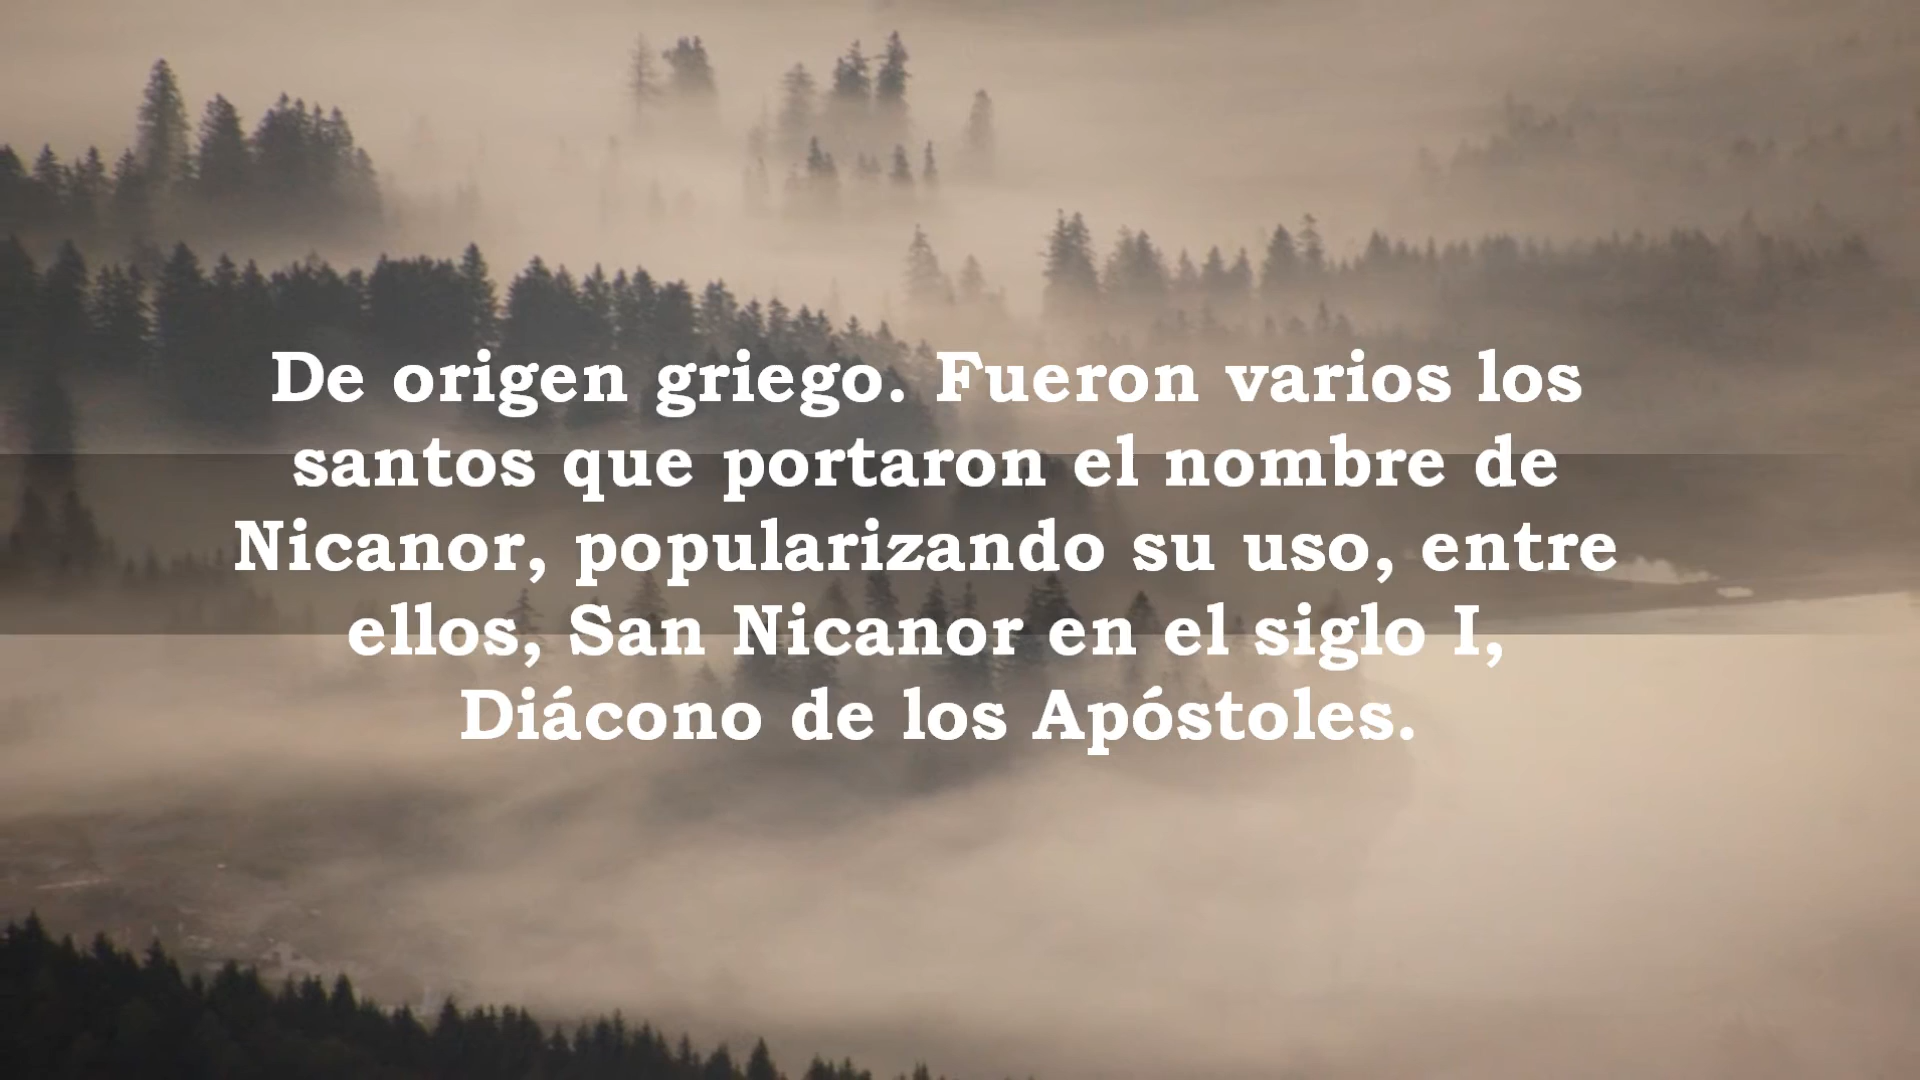 De origen griego. Fueron varios los
santos que portaron el nombre de
Nicanor, popularizando su uso, entre
ellos, San Nicanor en el siglo I,
Diácono de los Apóstoles.